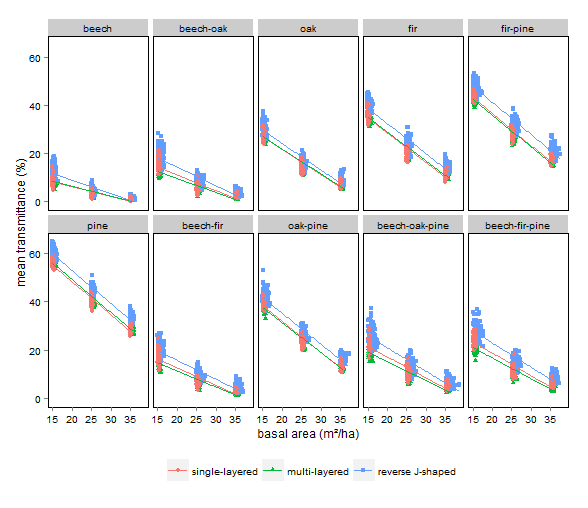 beech beech-oak oak fir fir-pine
60
40
20
0
mean transmittance (%)
pine beech-fir oak-pine beech-oak-pine beech-fir-pine
60
40
20
0
15 20 25 30 35 15 20 25 30 35 15 20 25 30 35 15 20 25 30 35 15 20 25 30 35
basal area (m²/ha)
single-layered multi-layered reverse J-shaped